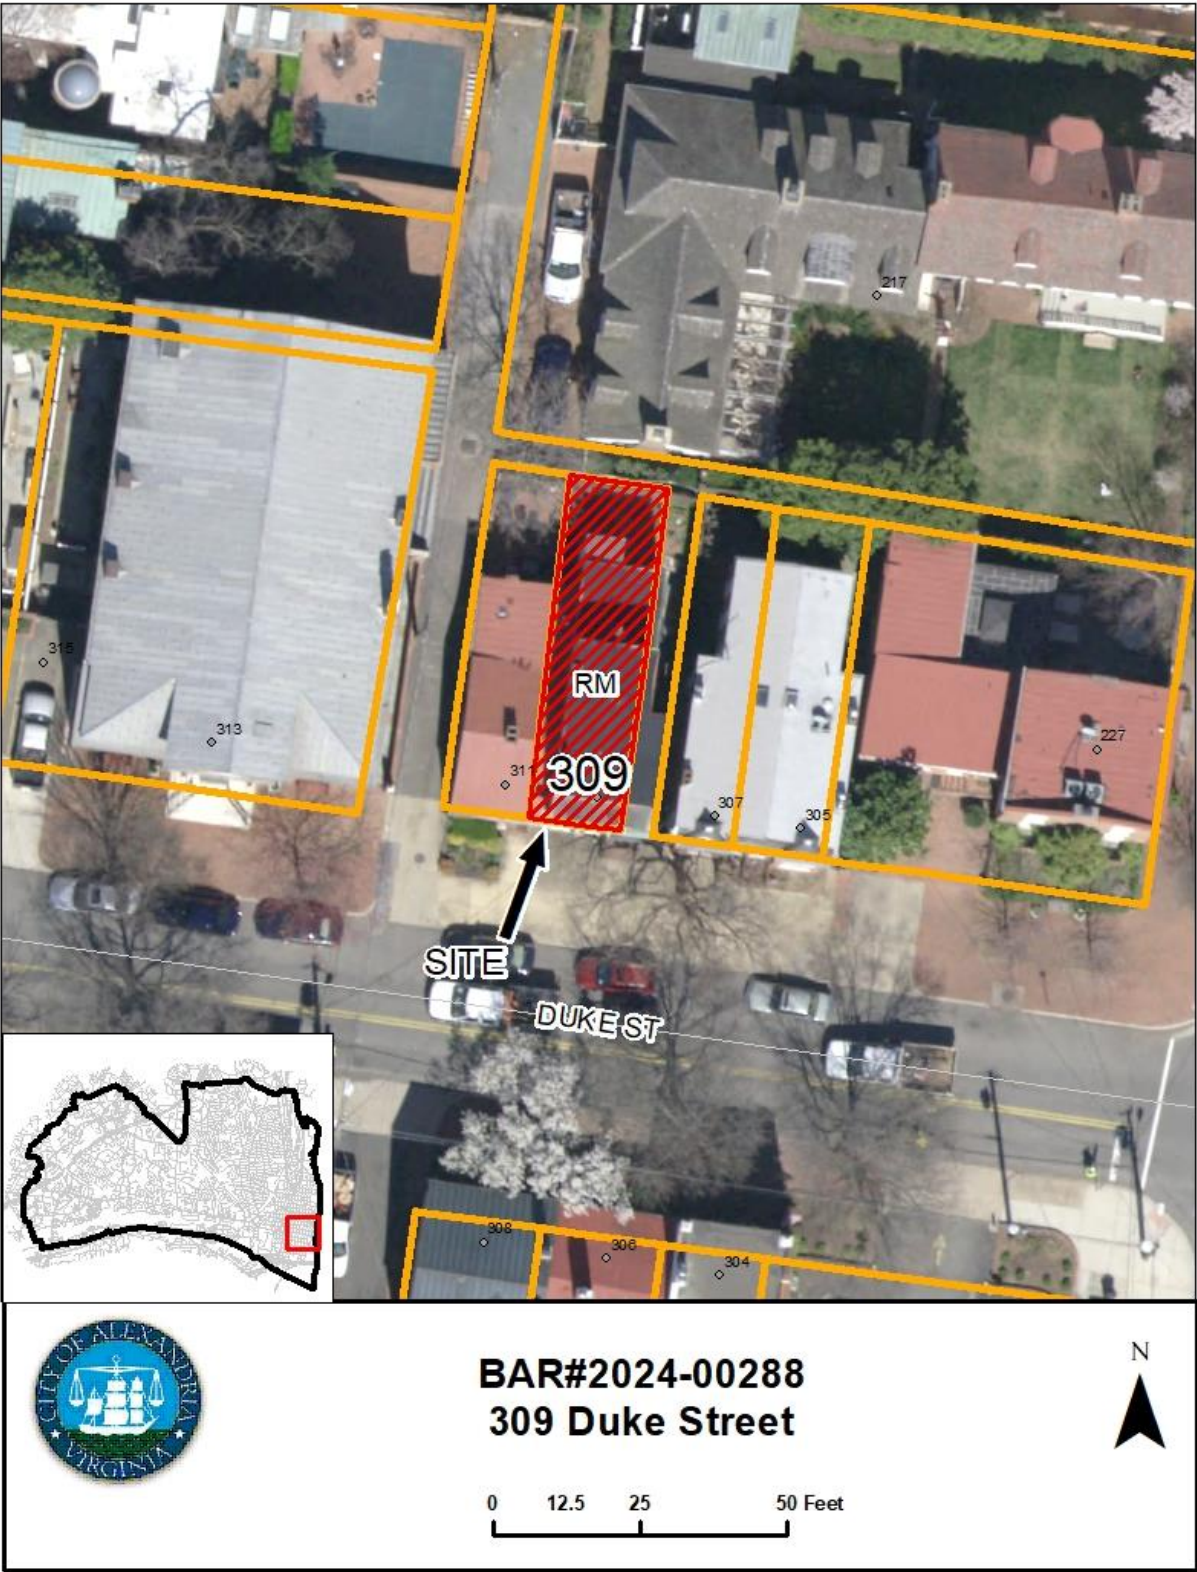 217
315
313
RM
311
309
307
305
227
SITE
DUKE ST
308
306
304
CITY OF ALEXANDRIA
VIRGINIA
BAR#2024-00288
309 Duke Street
N
0 12.5 25 50 Feet